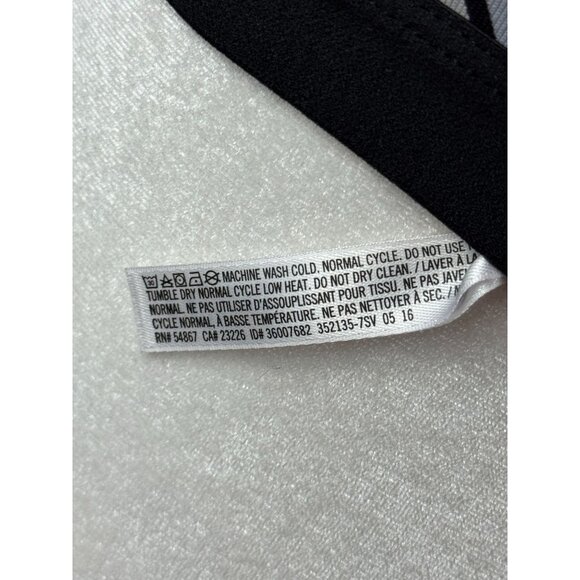 MACHINE WASH COLD. NORMAL CYCLE. DO NOT USE
TUMBLE DRY NORMAL CYCLE LOW HEAT. DO NOT DRY CLEAN. / LAVER À LA
NORMAL. NE PAS UTILISER D'ASSOUPLISSANT POUR TISSU. NE PAS JAVE
CYCLE NORMAL, À BASSE TEMPÉRATURE. NE PAS NETTOYER À SEC. /
RN# 54867 CA# 23226 ID# 36007682 352135-7SV 05 16